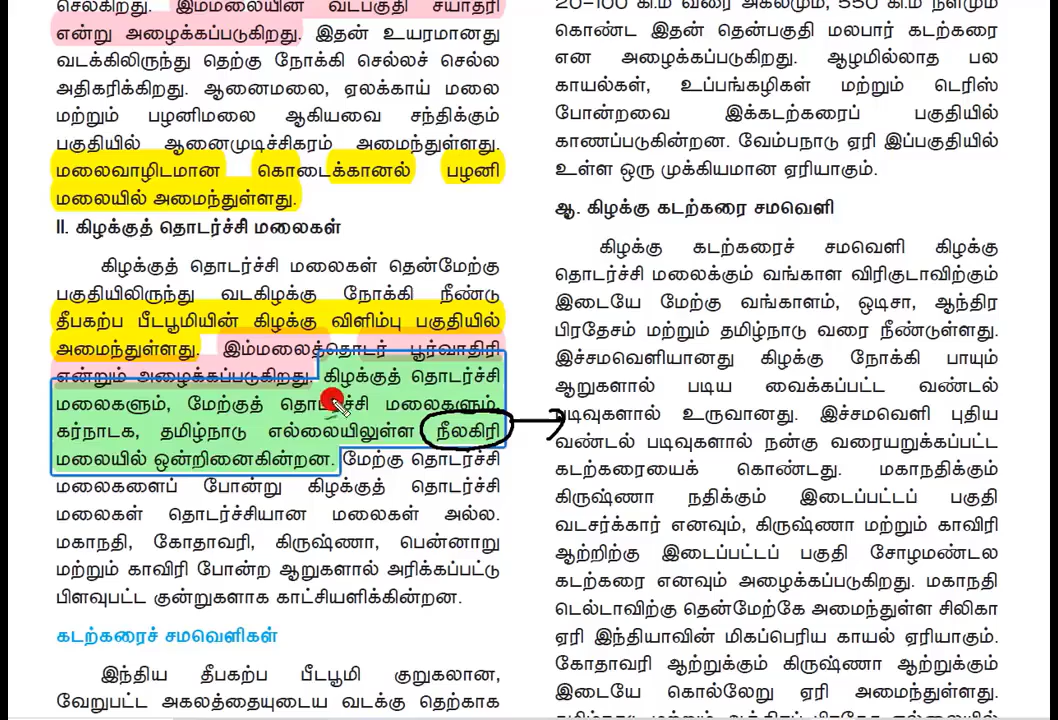 செல்கிறது. இம்மலையின் வடபகுதி சயாதரி
என்று அழைக்கப்படுகிறது. இதன் உயரமானது
வடக்கிலிருந்து தெற்கு நோக்கி செல்லச் செல்ல
அதிகரிக்கிறது. ஆனைமலை, ஏலக்காய் மலை
மற்றும் பழனிமலை ஆகியவை சந்திக்கும்
பகுதியில் ஆனைமுடிச்சிகரம் அமைந்துள்ளது.
மலைவாழிடமான கொடைக்கானல் பழனி
மலையில் அமைந்துள்ளது.
II. கிழக்குத் தொடர்ச்சி மலைகள்
கிழக்குத் தொடர்ச்சி மலைகள் தென்மேற்கு
பகுதியிலிருந்து வடகிழக்கு நோக்கி நீண்டு
தீபகற்ப பீடபூமியின் கிழக்கு விளிம்பு பகுதியில்
அமைந்துள்ளது. இம்மலைத்தொடர் பூர்வாதிரி
என்றும் அழைக்கப்படுகிறது. கிழக்குத் தொடர்ச்சி
மலைகளும், மேற்குத் தொடர்ச்சி மலைகளும்
கர்நாடக, தமிழ்நாடு எல்லையிலுள்ள நீலகிரி
மலையில் ஒன்றினைகின்றன. மேற்கு தொடர்ச்சி
மலைகளைப் போன்று கிழக்குத் தொடர்ச்சி
மலைகள் தொடர்ச்சியான மலைகள் அல்ல.
மகாநதி, கோதாவரி, கிருஷ்ணா, பென்னாறு
மற்றும் காவிரி போன்ற ஆறுகளால் அரிக்கப்பட்டு
பிளவுபட்ட குன்றுகளாக காட்சியளிக்கின்றன.
கடற்கரைச் சமவெளிகள்
இந்திய தீபகற்ப பீடபூமி குறுகலான,
வேறுபட்ட அகலத்தையுடைய வடக்கு தெற்காக
20–100 கி.மீ வரை அகலமும், 550 கி.மீ நீளமும்
கொண்ட இதன் தென்பகுதி மலபார் கடற்கரை
என அழைக்கப்படுகிறது. ஆழமில்லாத பல
காயல்கள், உப்பங்கழிகள் மற்றும் டெரிஸ்
போன்றவை இக்கடற்கரைப் பகுதியில்
காணப்படுகின்றன. வேம்பநாடு ஏரி இப்பகுதியில்
உள்ள ஒரு முக்கியமான ஏரியாகும்.
ஆ. கிழக்கு கடற்கரை சமவெளி
கிழக்கு கடற்கரைச் சமவெளி கிழக்கு
தொடர்ச்சி மலைக்கும் வங்காள விரிகுடாவிற்கும்
இடையே மேற்கு வங்காளம், ஒடிசா, ஆந்திர
பிரதேசம் மற்றும் தமிழ்நாடு வரை நீண்டுள்ளது.
இச்சமவெளியானது கிழக்கு நோக்கி பாயும்
ஆறுகளால் படிய வைக்கப்பட்ட வண்டல்
படிவுகளால் உருவானது. இச்சமவெளி புதிய
வண்டல் படிவுகளால் நன்கு வரையறுக்கப்பட்ட
கடற்கரையைக் கொண்டது. மகாநதிக்கும்
கிருஷ்ணா நதிக்கும் இடைப்பட்டப் பகுதி
வடசர்க்கார் எனவும், கிருஷ்ணா மற்றும் காவிரி
ஆற்றிற்கு இடைப்பட்டப் பகுதி சோழமண்டல
கடற்கரை எனவும் அழைக்கப்படுகிறது. மகாநதி
டெல்டாவிற்கு தென்மேற்கே அமைந்துள்ள சிலிகா
ஏரி இந்தியாவின் மிகப்பெரிய காயல் ஏரியாகும்.
கோதாவரி ஆற்றுக்கும் கிருஷ்ணா ஆற்றுக்கும்
இடையே கொல்லேறு ஏரி அமைந்துள்ளது.